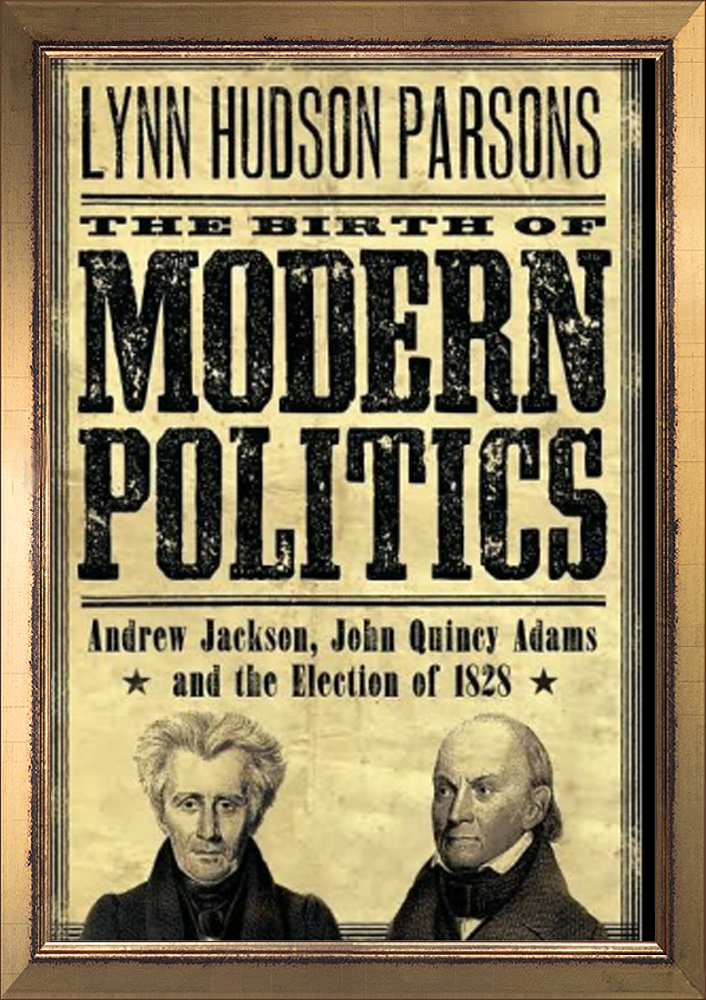 LYNN HUDSON PARSONS
THE BIRTH OF
MODERN
POLITICS
Andrew Jackson, John Quincy Adams
★ and the Election of 1828 ★